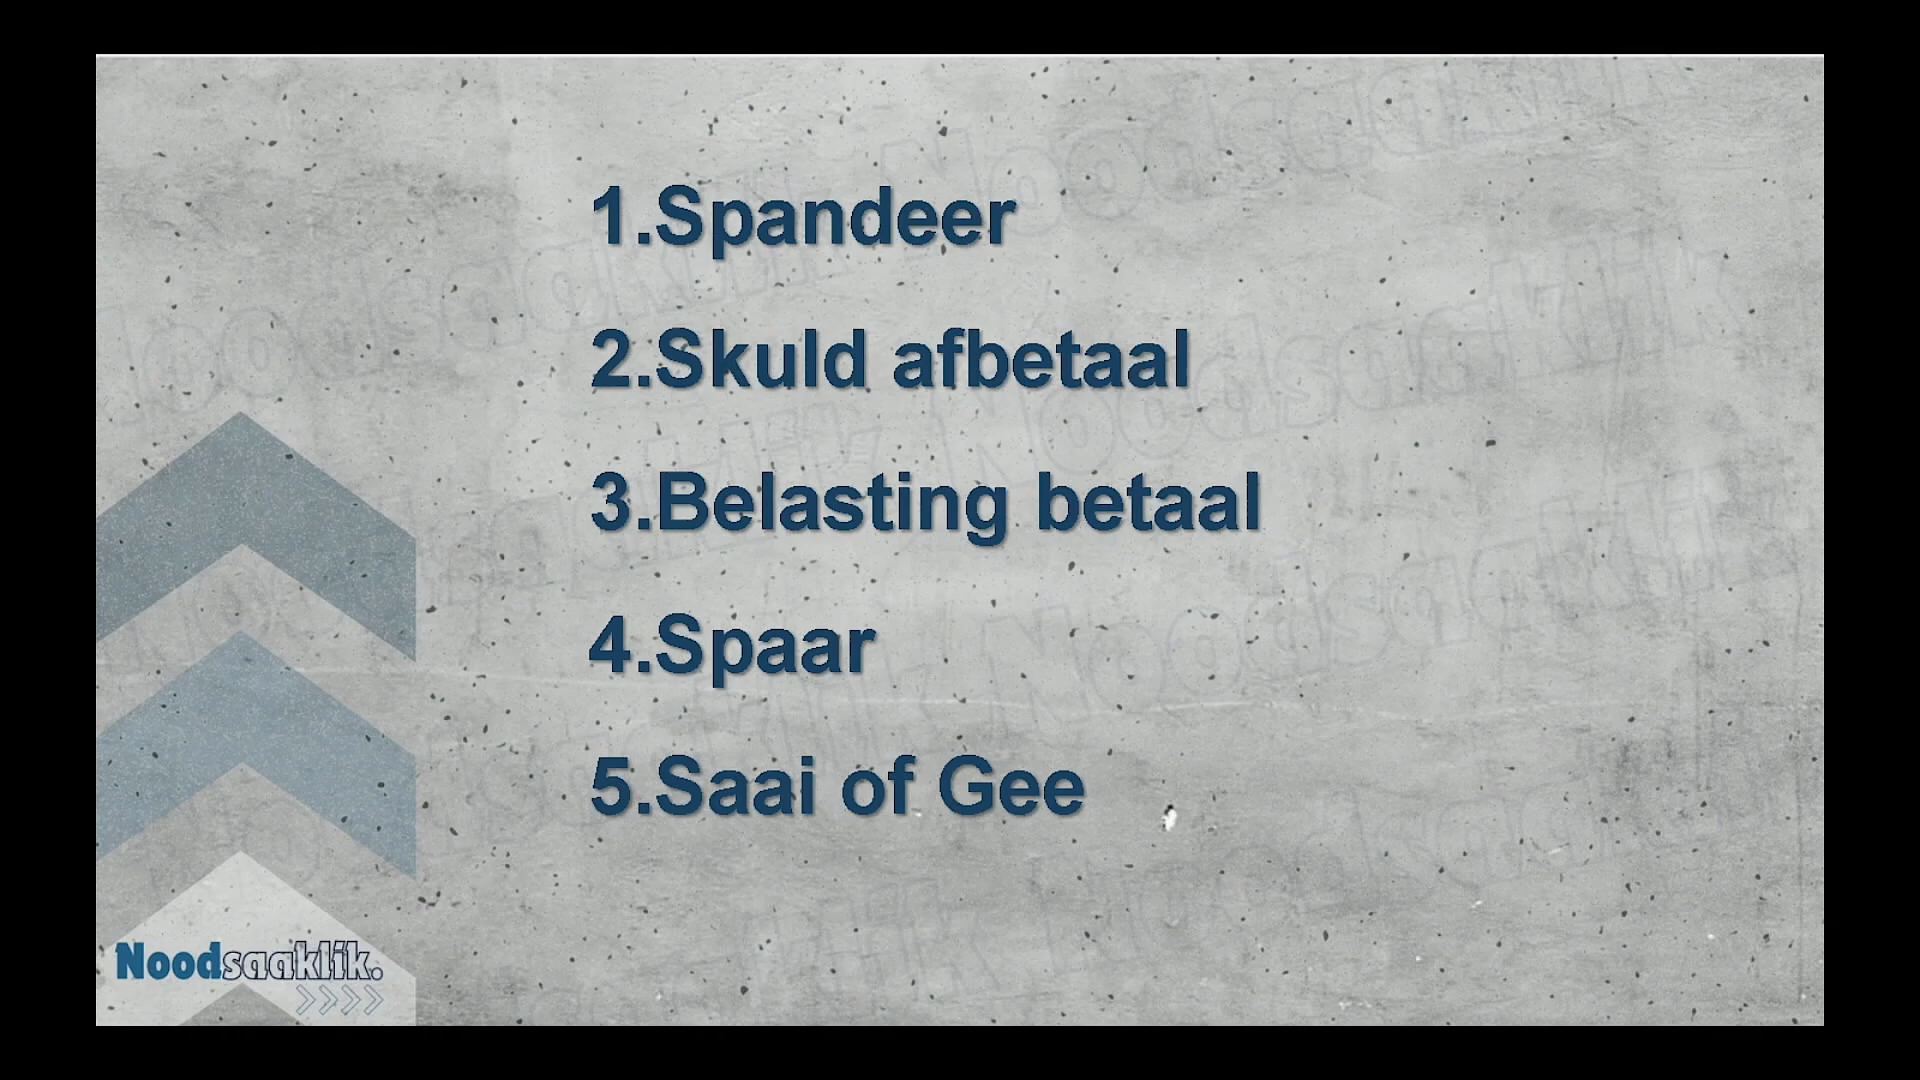 1.Spandeer
2.Skuld afbetaal
3.Belasting betaal
4.Spaar
5.Saai of Gee
Noodsaaklik.